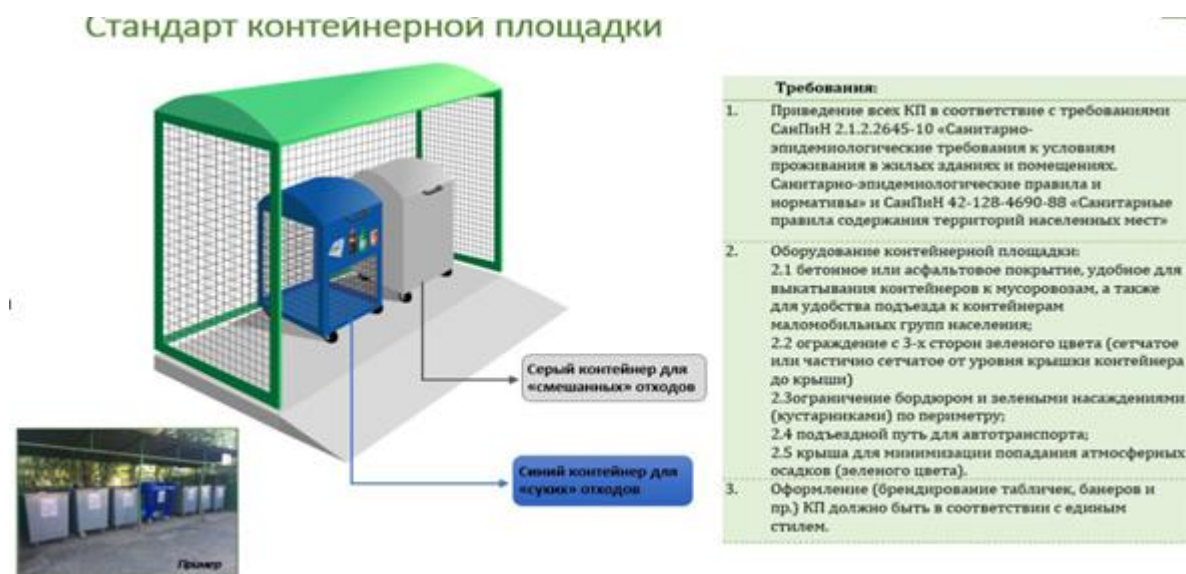 Стандарт контейнерной площадки
Требования:
1. Приведение всех КП в соответствие с требованиями
СанПиН 2.1.2.2645-10 «Санитарно-
эпидемиологические требования к условиям
проживания в жилых зданиях и помещениях.
Санитарно-эпидемиологические правила и
нормативы» и СанПиН 42-128-4690-88 «Санитарные
правила содержания территорий населенных мест»
2. Оборудование контейнерной площадки:
2.1 бетонное или асфальтовое покрытие, удобное для
выкатывания контейнеров к мусоровозам, а также
для удобства подъезда к контейнерам
маломобильных групп населения;
2.2 ограждение с 3-х сторон зеленого цвета (сетчатое
или частично сетчатое от уровня крышки контейнера
до крыши)
2.3ограничение бордюром и зелеными насаждениями
(кустарниками) по периметру;
2.4 подъездной путь для автотранспорта;
2.5 крыша для минимизации попадания атмосферных
осадков (зеленого цвета).
3. Оформление (брендирование табличек, банеров и
пр.) КП должно быть в соответствии с единым
стилем.
Серый контейнер для
«смешанных» отходов
Синий контейнер для
«сухих» отходов
Пример